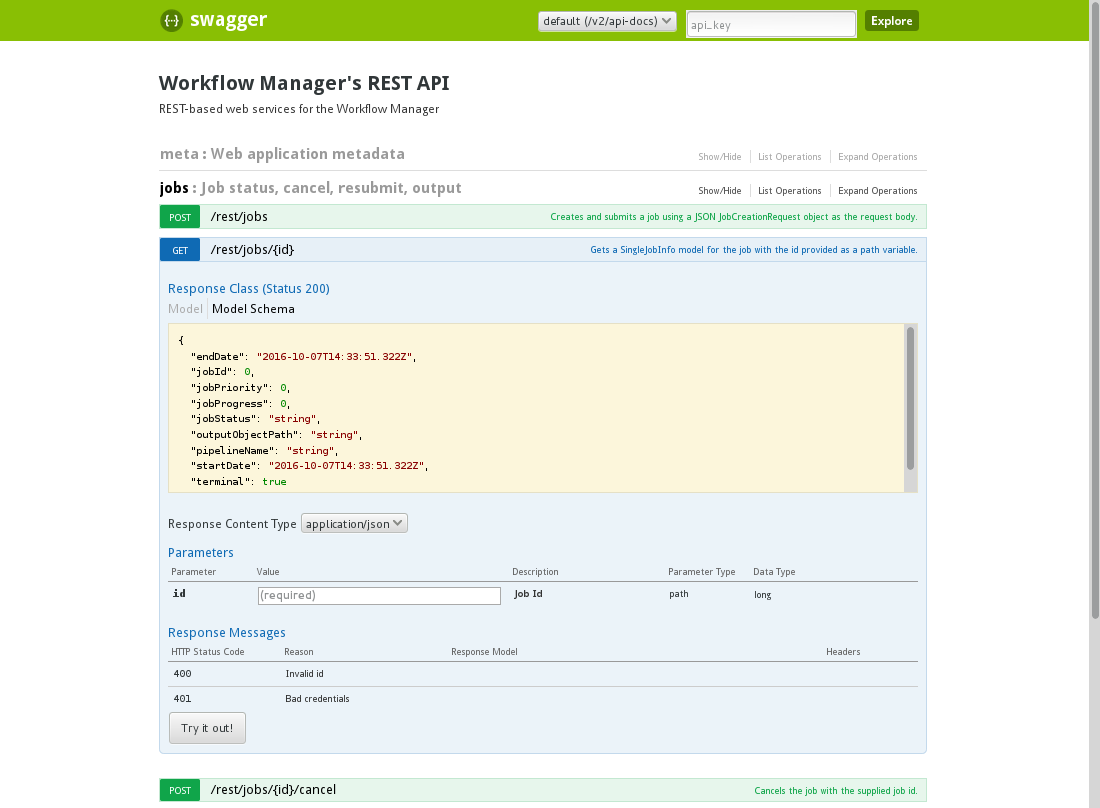 {···} swagger default (/v2/api-docs) api_key Explore
Workflow Manager's REST API
REST-based web services for the Workflow Manager
meta : Web application metadata Show/Hide List Operations Expand Operations
jobs : Job status, cancel, resubmit, output Show/Hide List Operations Expand Operations
POST /rest/jobs Creates and submits a job using a JSON JobCreationRequest object as the request body.
GET /rest/jobs/{id} Gets a SingleJobInfo model for the job with the id provided as a path variable.
Response Class (Status 200)
Model Model Schema
{
"endDate": "2016-10-07T14:33:51.322Z",
"jobId": 0,
"jobPriority": 0,
"jobProgress": 0,
"jobStatus": "string",
"outputObjectPath": "string",
"pipelineName": "string",
"startDate": "2016-10-07T14:33:51.322Z",
"terminal": true
Response Content Type application/json
Parameters
Parameter Value Description Parameter Type Data Type
id (required) Job Id path long
Response Messages
HTTP Status Code Reason Response Model Headers
400 Invalid id
401 Bad credentials
Try it out!
POST /rest/jobs/{id}/cancel Cancels the job with the supplied job id.